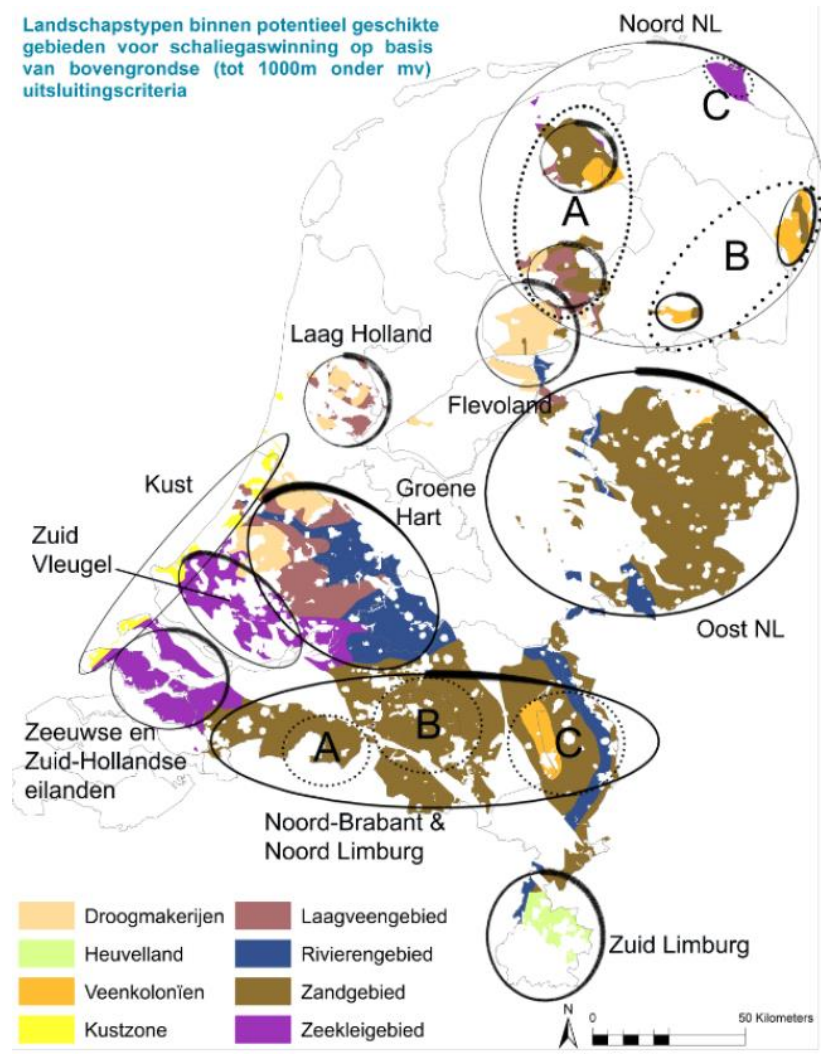 Landschapstypen binnen potentieel geschikte
gebieden voor schaliegaswinning op basis
van bovengrondse (tot 1000m onder mv)
uitsluitingscriteria
Noord NL
C
A
B
Laag Holland
Flevoland
Kust
Groene
Hart
Zuid
Vleugel
Oost NL
Zeeuwse en
Zuid-Hollandse
eilanden
A
B
C
Noord-Brabant &
Noord Limburg
Zuid Limburg
Droogmakerijen
Laagveengebied
Heuvelland
Rivierengebied
Veenkolonïen
Zandgebied
Kustzone
Zeekleigebied
N
0
50 Kilometers